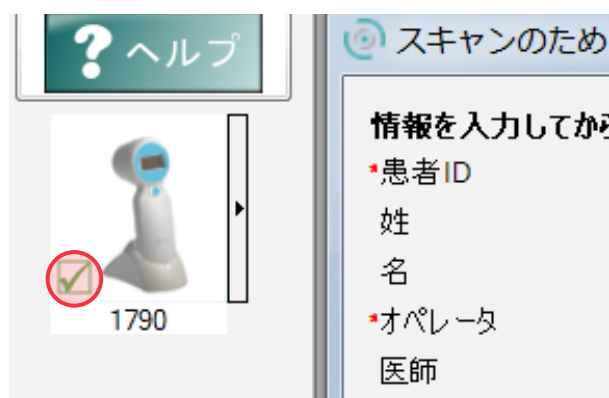 ? ヘルプ
1790
スキャンのため
情報を入力してから
*患者ID
姓
名
*オペレータ
医師